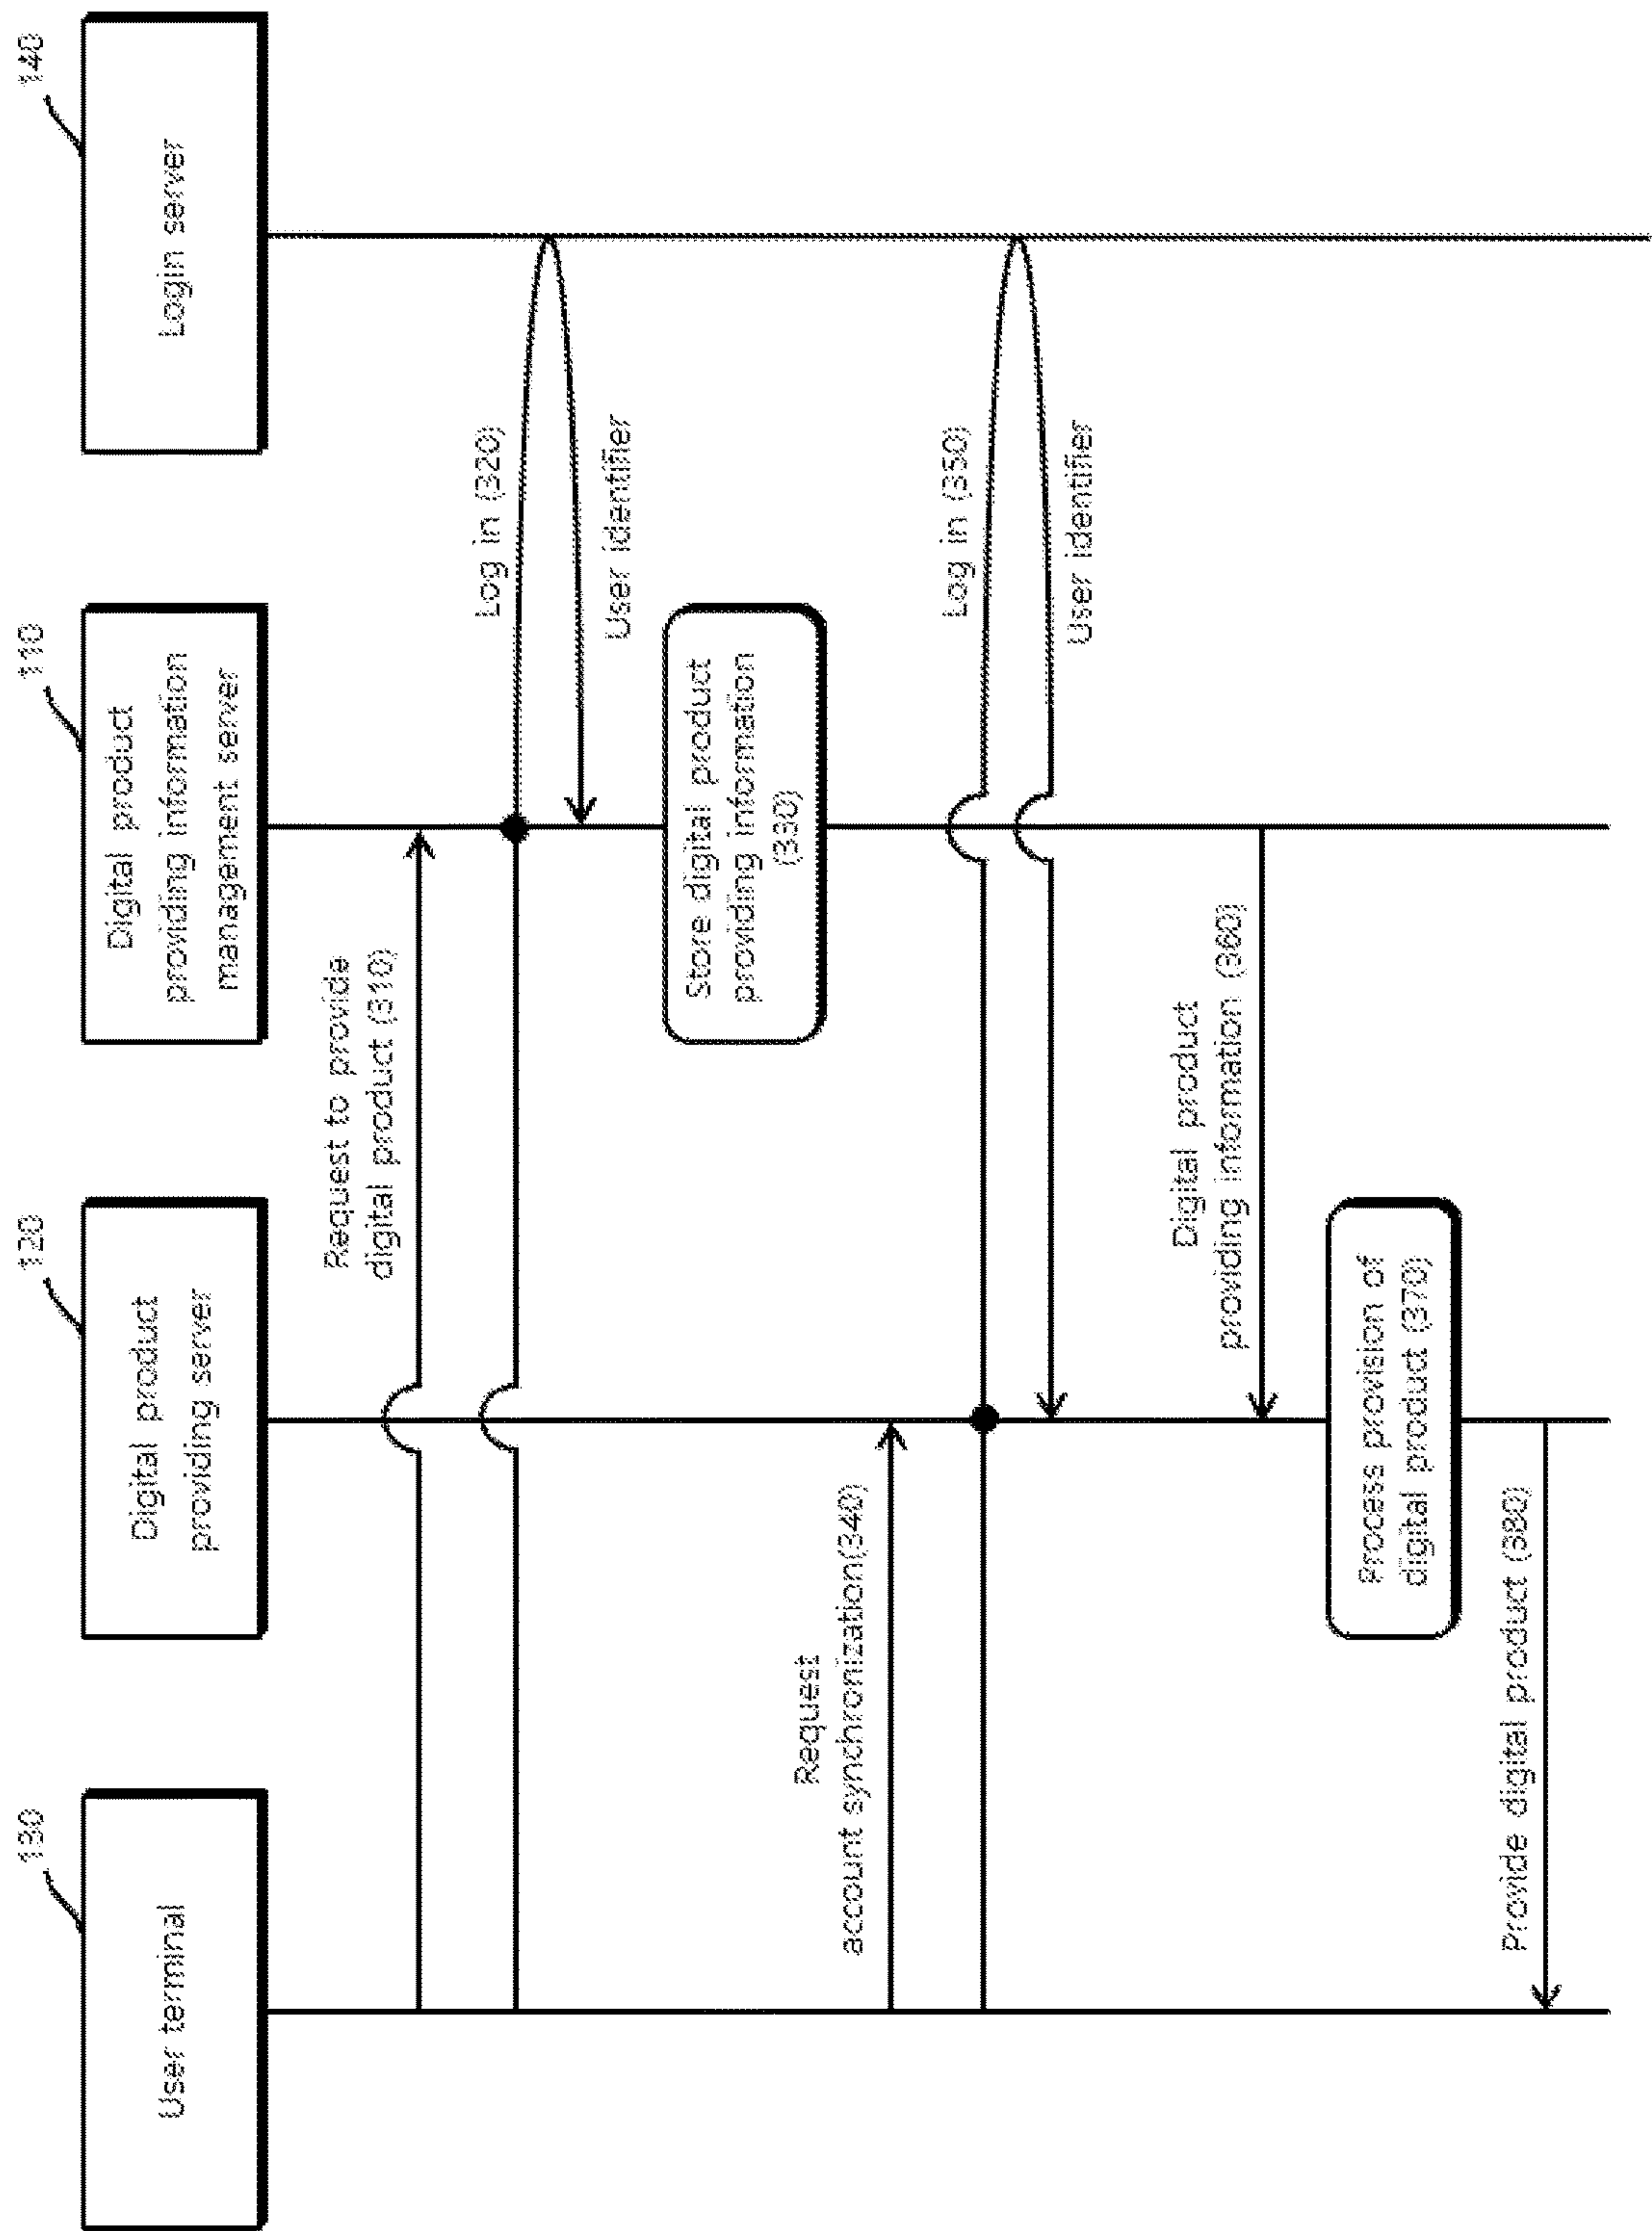 130
User terminal
120
Digital product
providing server
110
Digital product
providing information
management server
140
Login server
Request to provide
digital product (310)
Log in (320)
User identifier
Store digital product
providing information
(330)
Request
account synchronization(340)
Log in (350)
User identifier
Digital product
providing information (360)
Process provision of
digital product (370)
Provide digital product (380)